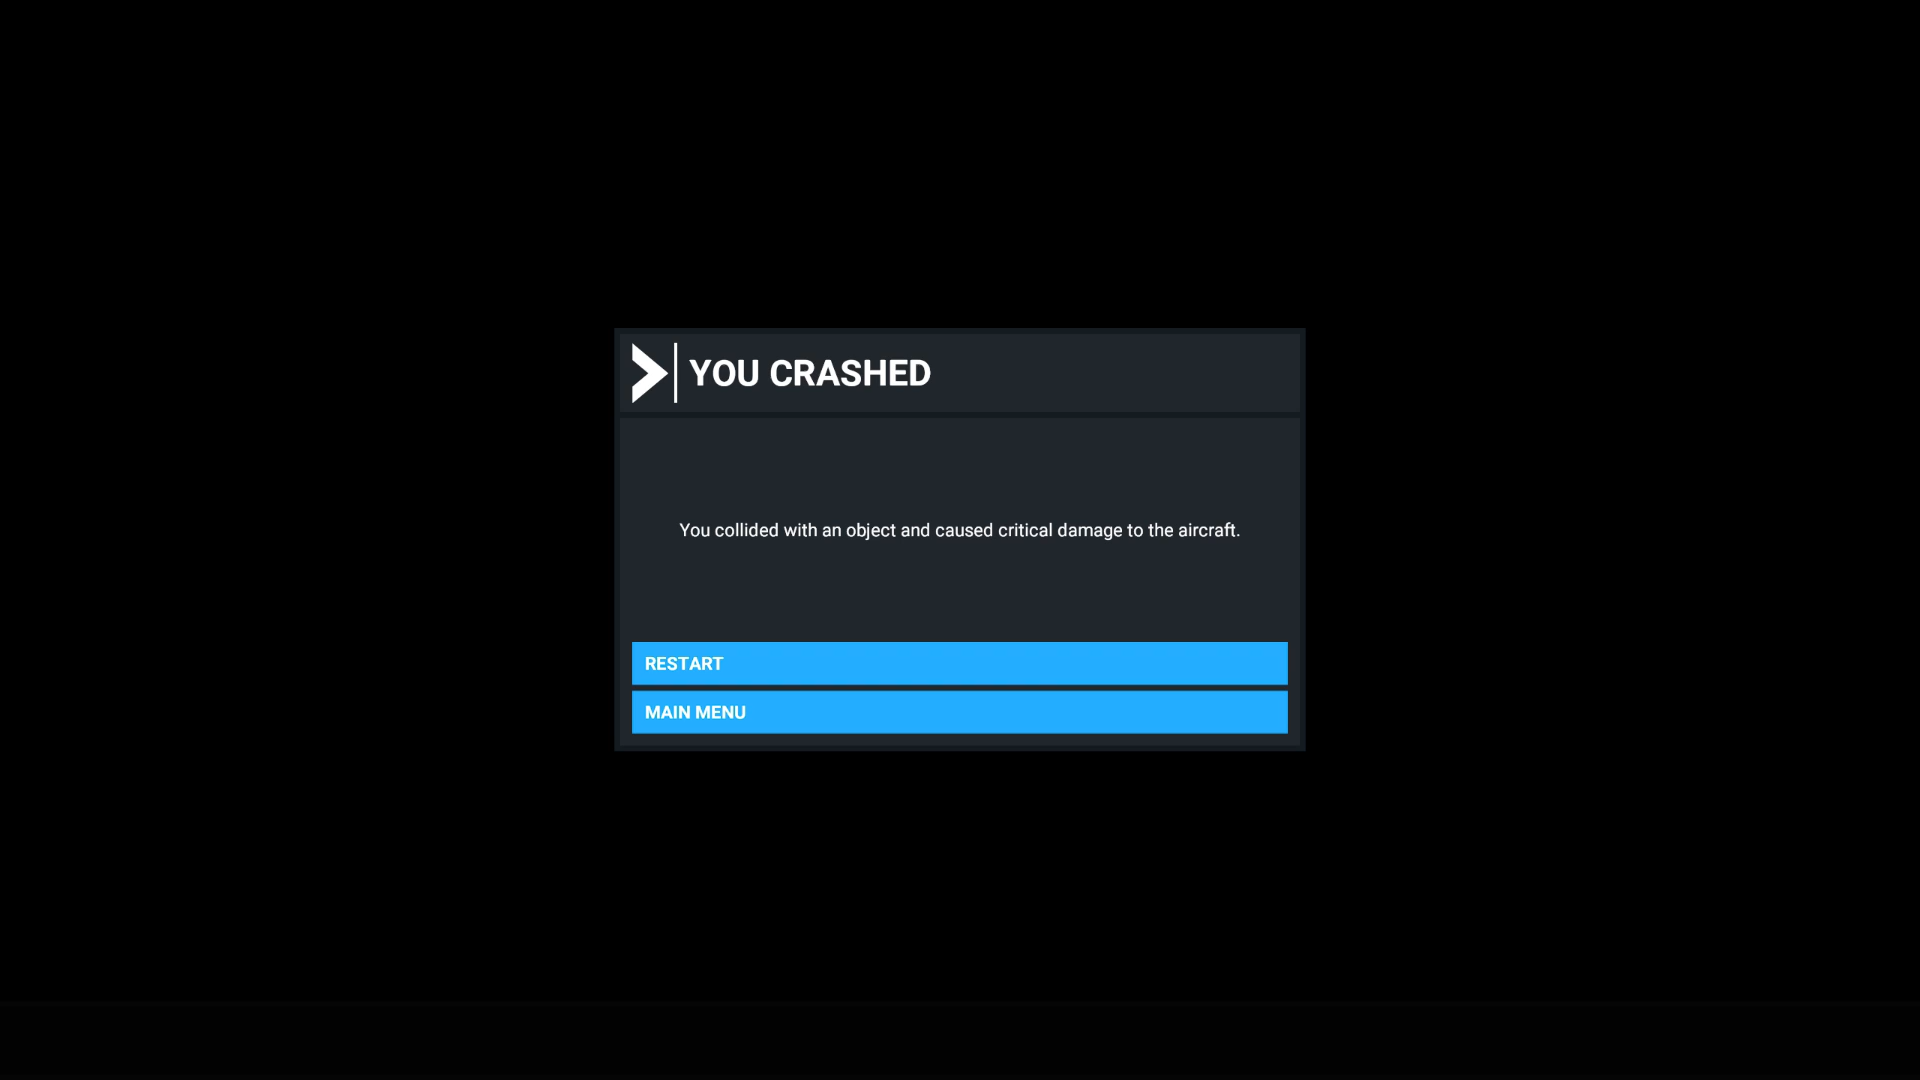 YOU CRASHED
You collided with an object and caused critical damage to the aircraft.
RESTART
MAIN MENU